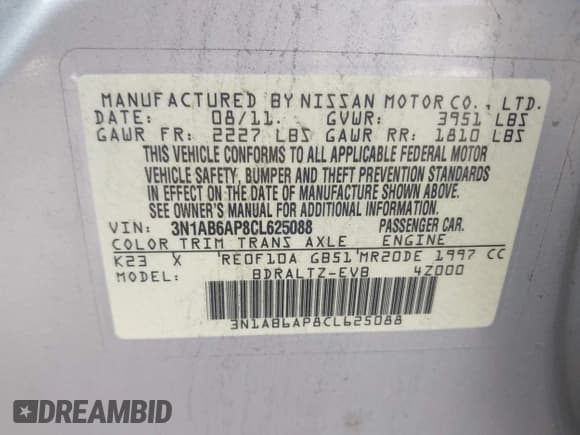 MANUFACTURED BY NISSAN MOTOR CO., LTD.
DATE: 08/11. GVWR: 3951 LBS
GAWR FR: 2227 LBS GAWR RR: 1810 LBS
THIS VEHICLE CONFORMS TO ALL APPLICABLE FEDERAL MOTOR
VEHICLE SAFETY, BUMPER AND THEFT PREVENTION STANDARDS
IN EFFECT ON THE DATE OF MANUFACTURE SHOWN ABOVE.
SEE OWNER'S MANUAL FOR ADDITIONAL INFORMATION.
VIN: 3N1AB6AP8CL625088 PASSENGER CAR.
COLOR TRIM TRANS AXLE ENGINE
K23 X RE0F10A GB51 MR20DE 1997 CC
MODEL: BDRALTZ-EVB 4Z000
3N1AB6AP8CL625088
DREAMBID